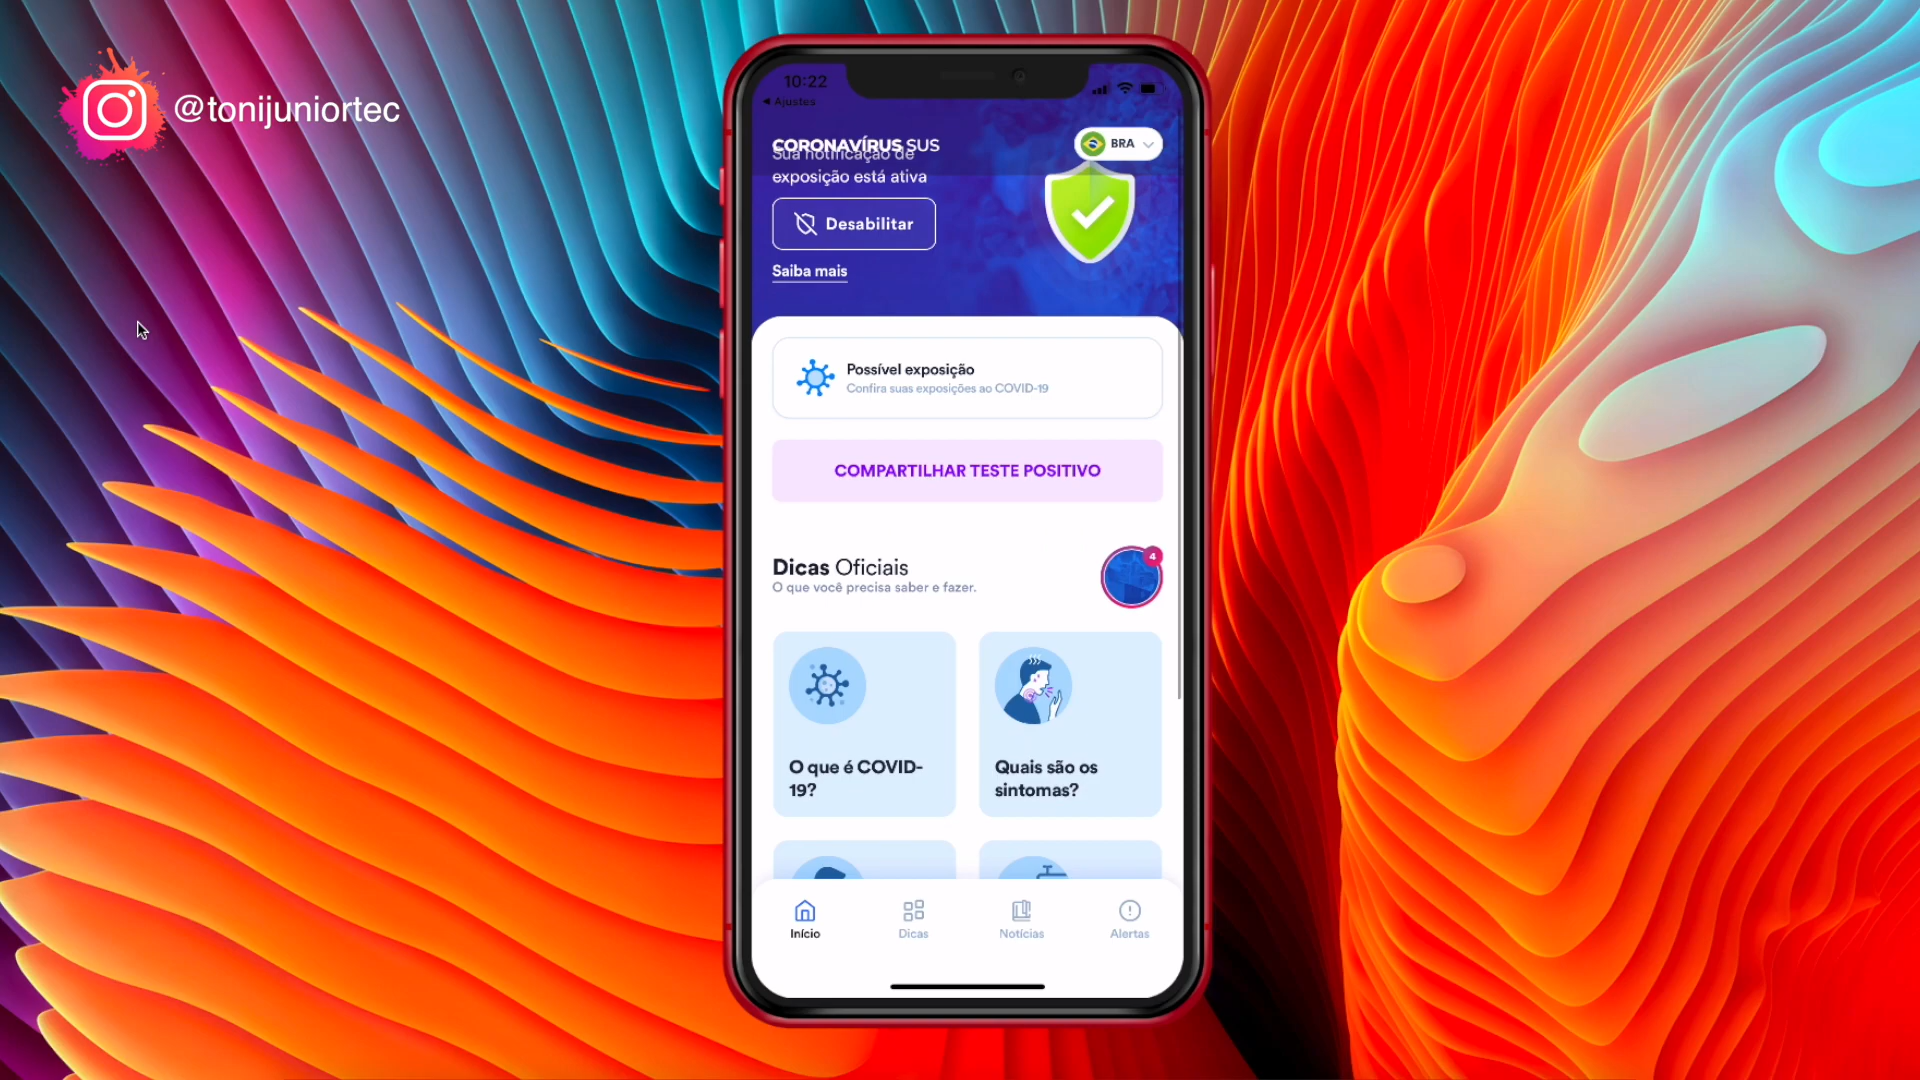 @tonijuniortec
10:22
Ajustes
CORONAVÍRUS SUS
BRA
Sua notificação de
exposição está ativa
Desabilitar
Saiba mais
Possível exposição
Confira suas exposições ao COVID-19
COMPARTILHAR TESTE POSITIVO
Dicas Oficiais
4
O que você precisa saber e fazer.
O que é COVID-
19?
Quais são os
sintomas?
Início
Dicas
Notícias
Alertas